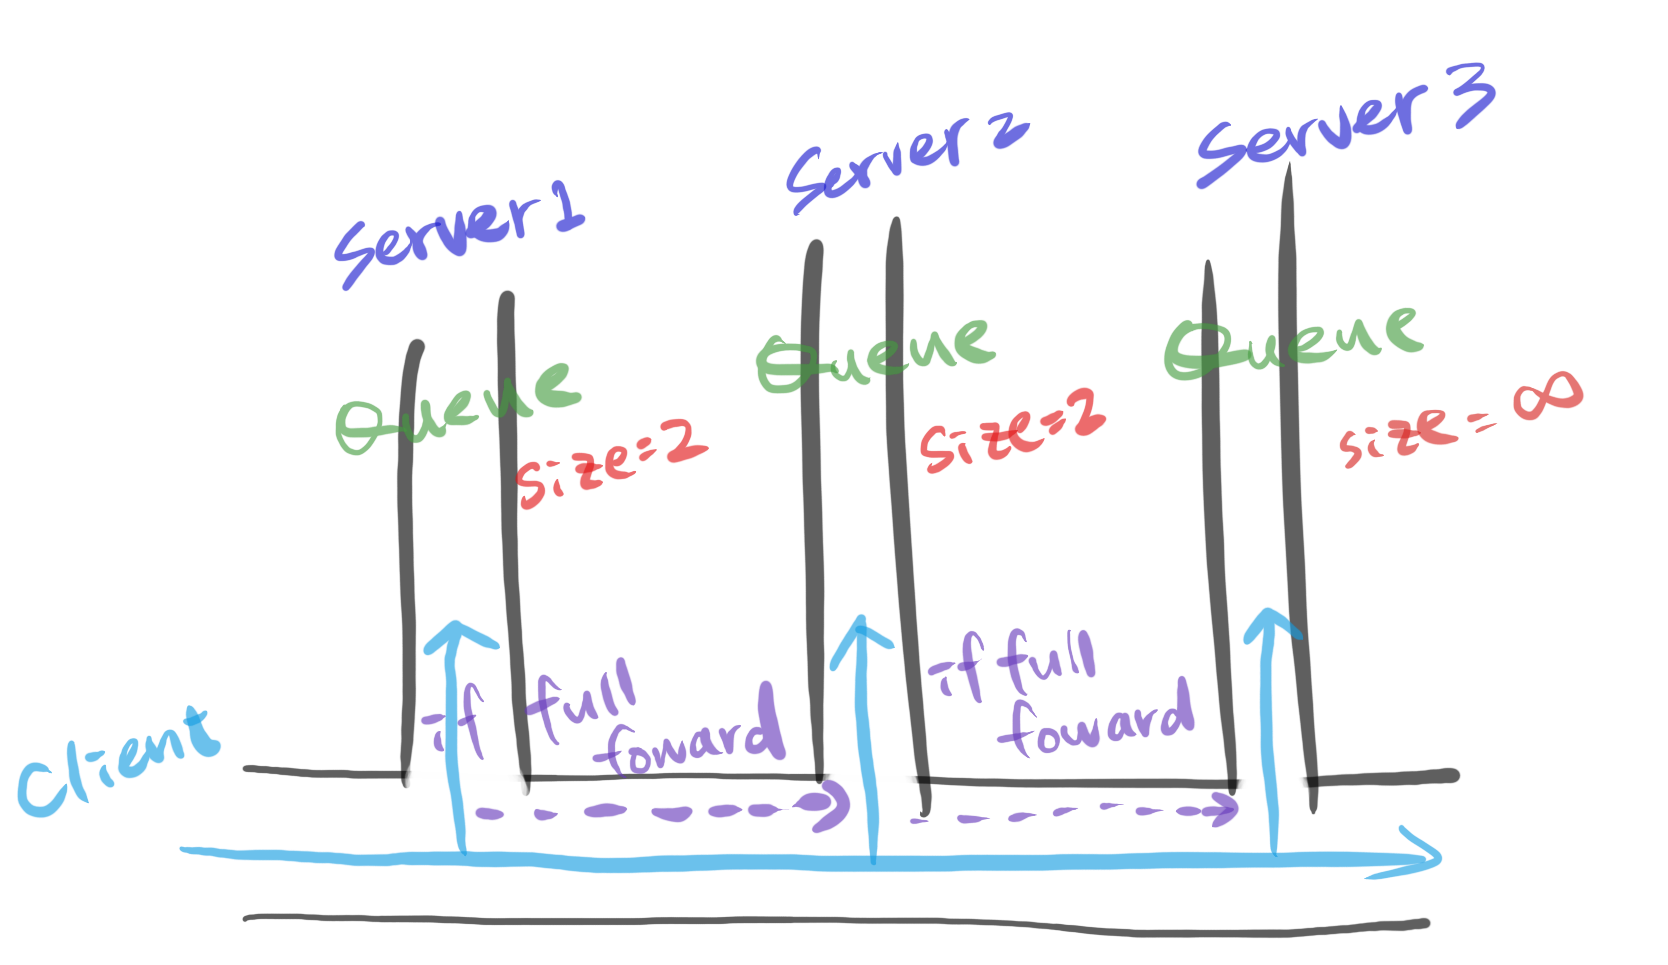 Server 1
Server 2
Server 3
Queue
size=2
Queue
size=2
Queue
size=∞
if full
foward
if full
foward
Client